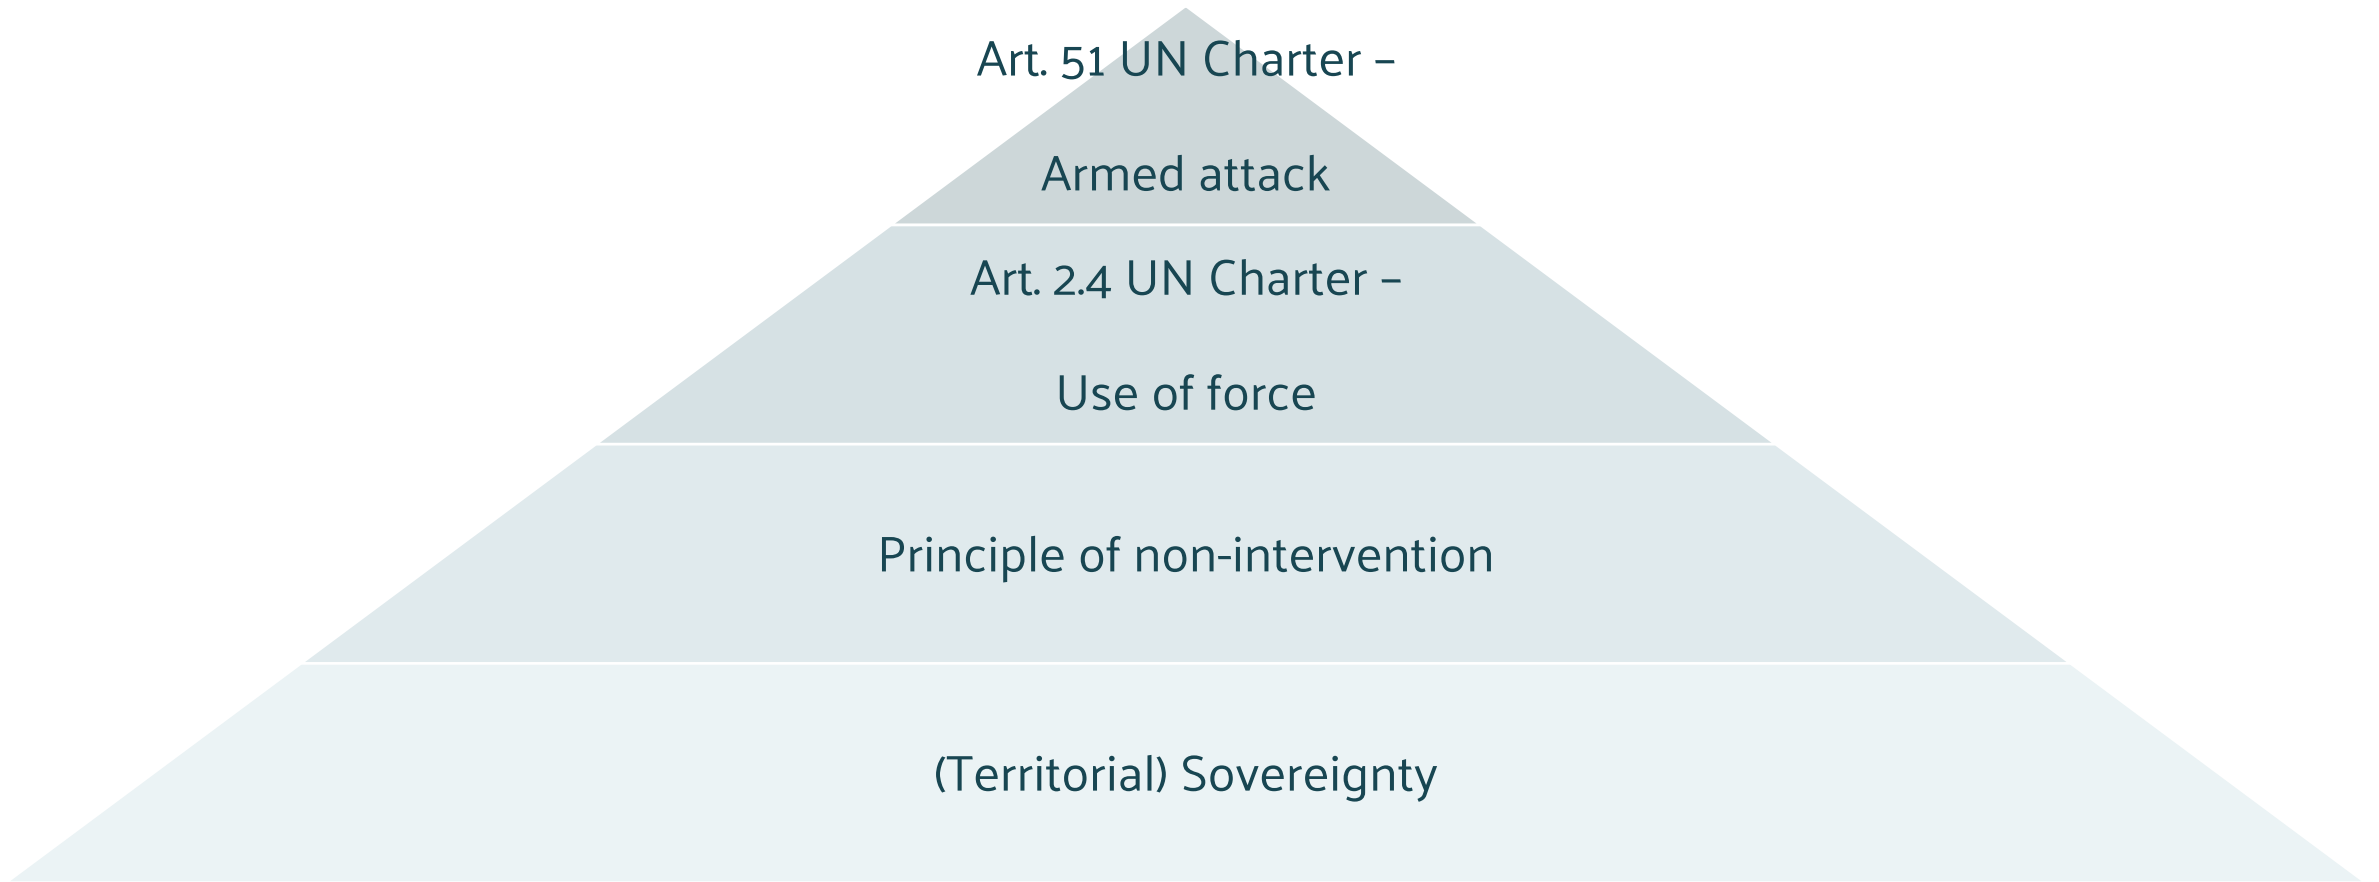 Art. 51 UN Charter –
Armed attack
Art. 2.4 UN Charter –
Use of force
Principle of non-intervention
(Territorial) Sovereignty